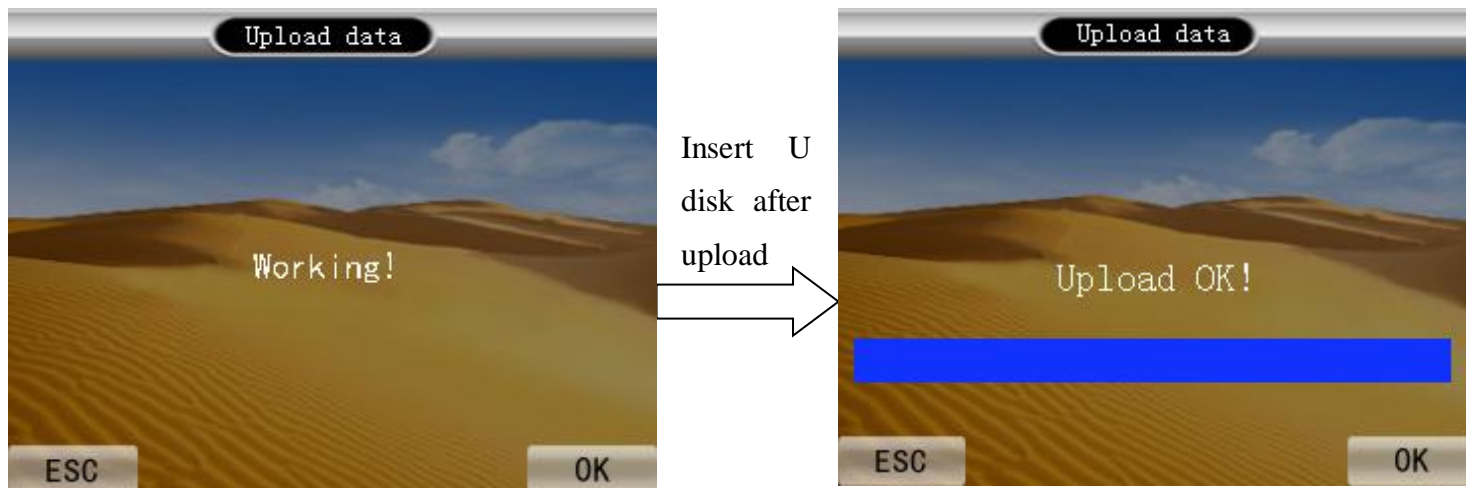 Upload data
Working!
ESC
OK
Insert U
disk after
upload
Upload data
Upload OK!
ESC
OK